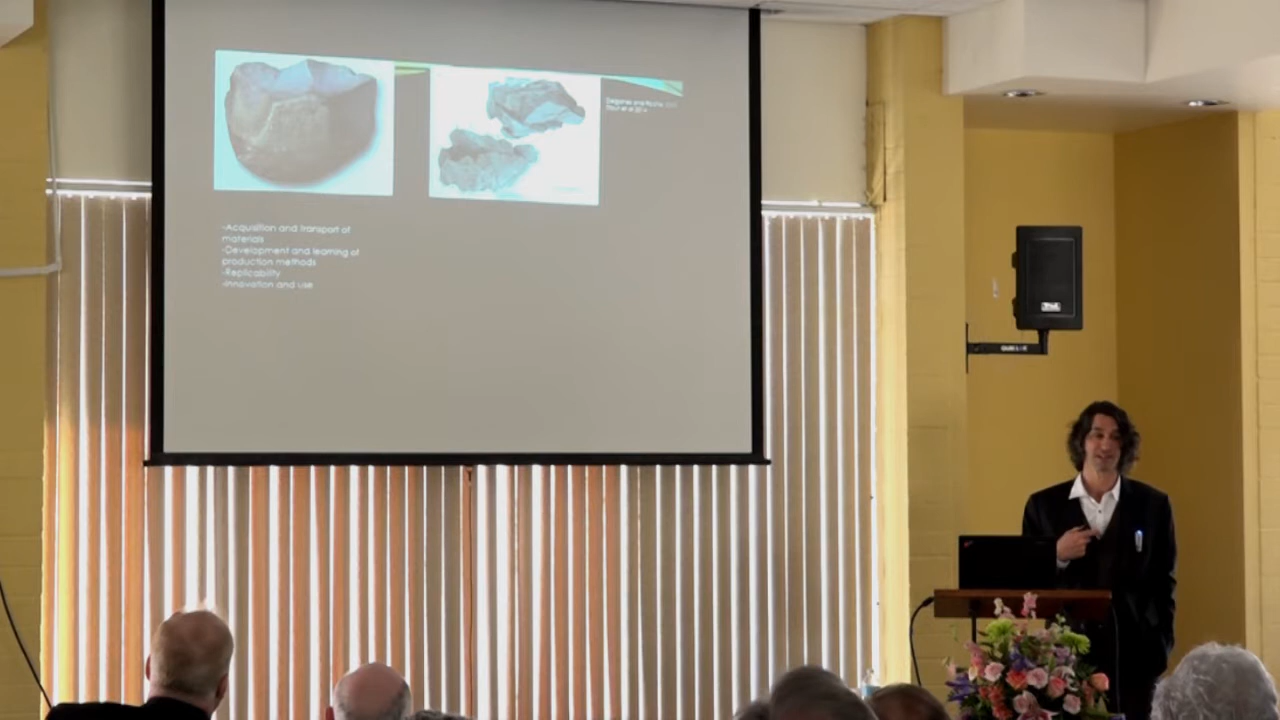 -Acquisition and transport of
materials
-Development and learning of
production methods
-Replicability
-Innovation and use